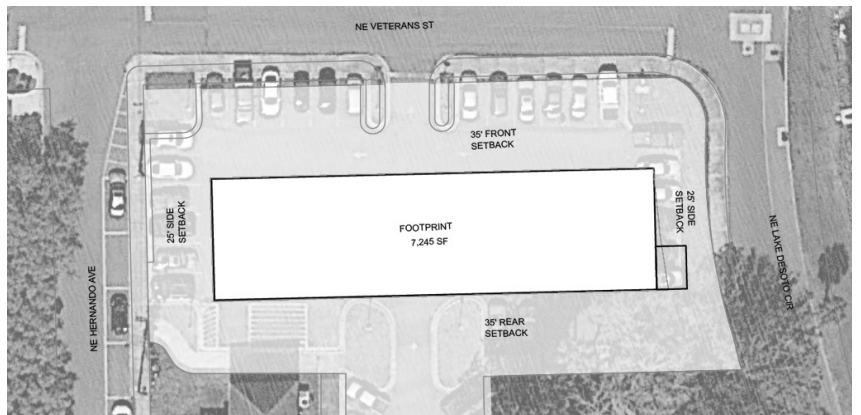 NE VETERANS ST
35' FRONT
SETBACK
25' SIDE
SETBACK
FOOTPRINT
7,245 SF
25' SIDE
SETBACK
NE HERNANDO AVE
NE LAKE DESOTO CIR
35' REAR
SETBACK